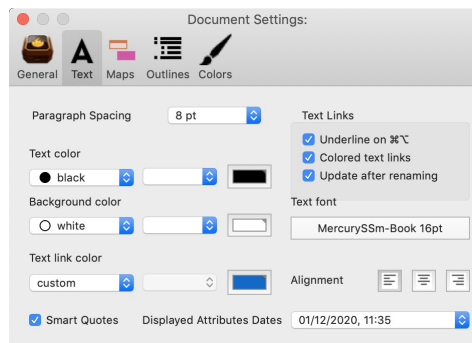 Document Settings:
General Text Maps Outlines Colors
Paragraph Spacing 8 pt
Text Links
Underline on ⌘⌥
Colored text links
Update after renaming
Text color
black
Background color
white
Text font
MercurySSm-Book 16pt
Text link color
custom
Alignment
Smart Quotes Displayed Attributes Dates 01/12/2020, 11:35